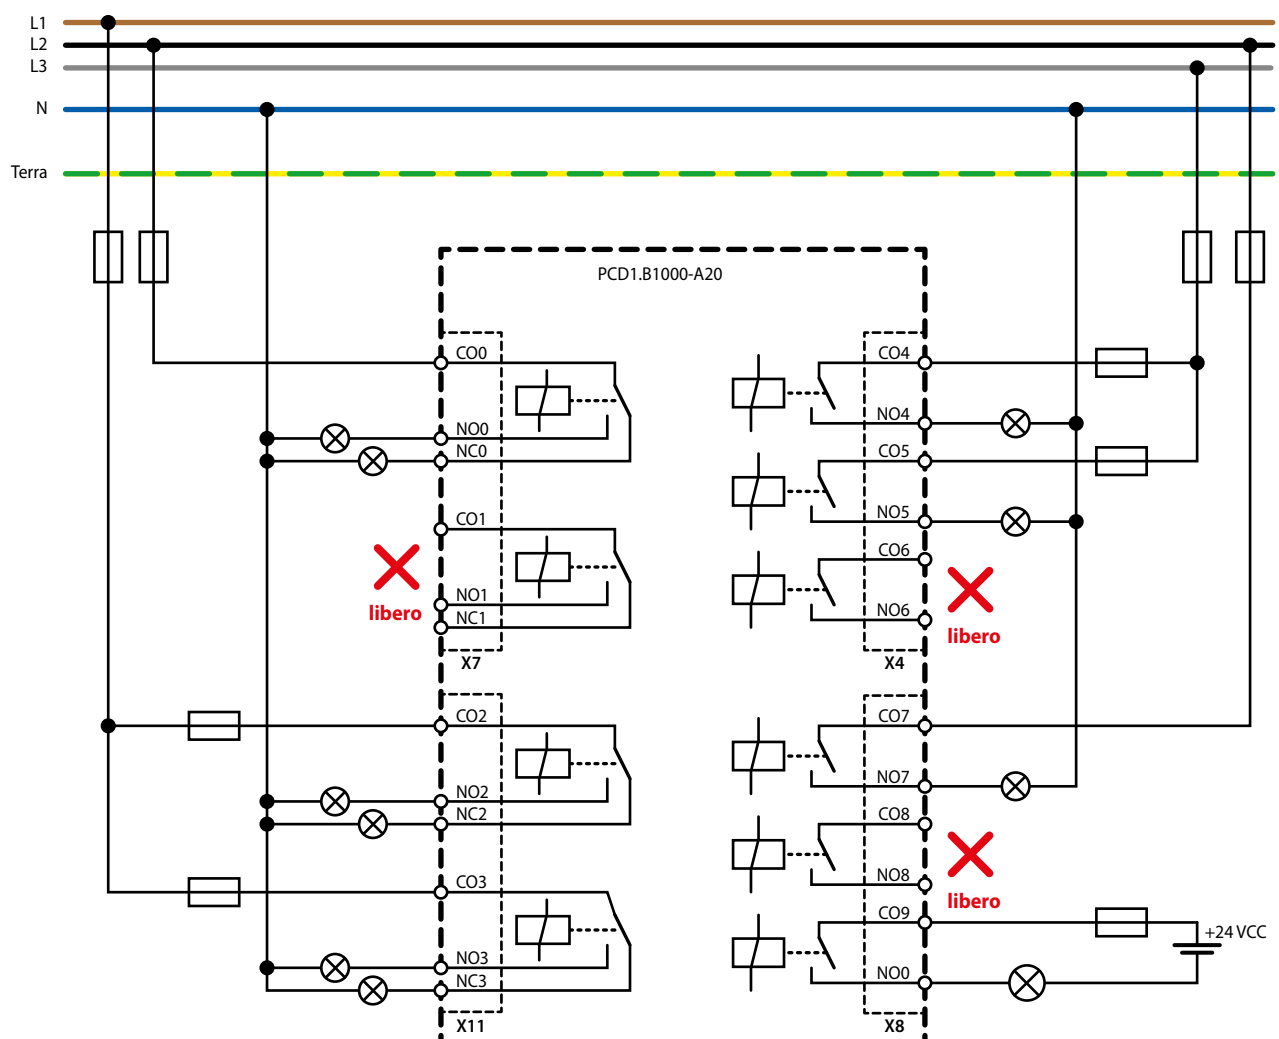 L1
L2
L3
N
Terra
PCD1.B1000-A20
CO0
NO0
NC0
CO1
NO1
NC1
libero
X7
CO2
NO2
NC2
CO3
NO3
NC3
X11
CO4
NO4
CO5
NO5
CO6
NO6
libero
X4
CO7
NO7
CO8
NO8
libero
CO9
+24 VCC
NO0
X8